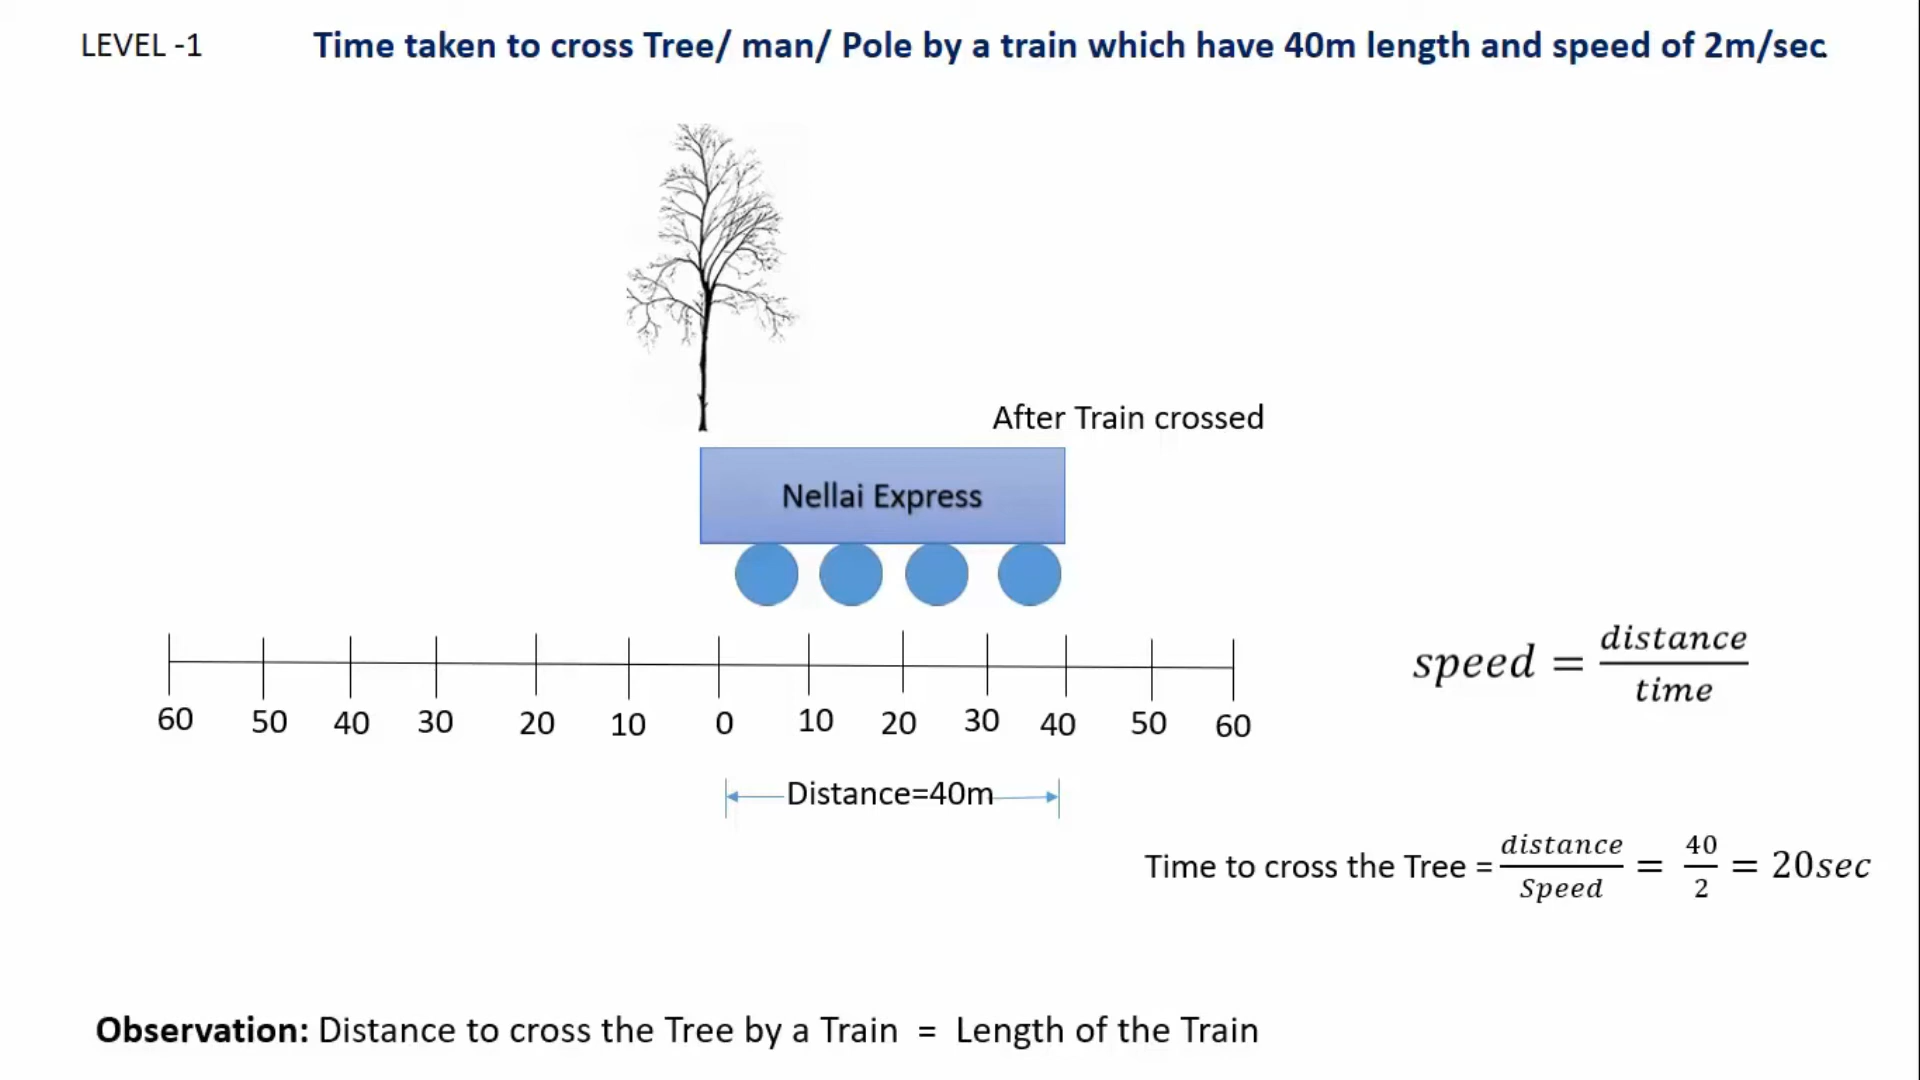 LEVEL -1
Time taken to cross Tree/ man/ Pole by a train which have 40m length and speed of 2m/sec
After Train crossed
Nellai Express
60 50 40 30 20 10 0 10 20 30 40 50 60
speed = distance/time
Distance=40m
Time to cross the Tree = distance/Speed = 40/2 = 20sec
Observation: Distance to cross the Tree by a Train = Length of the Train